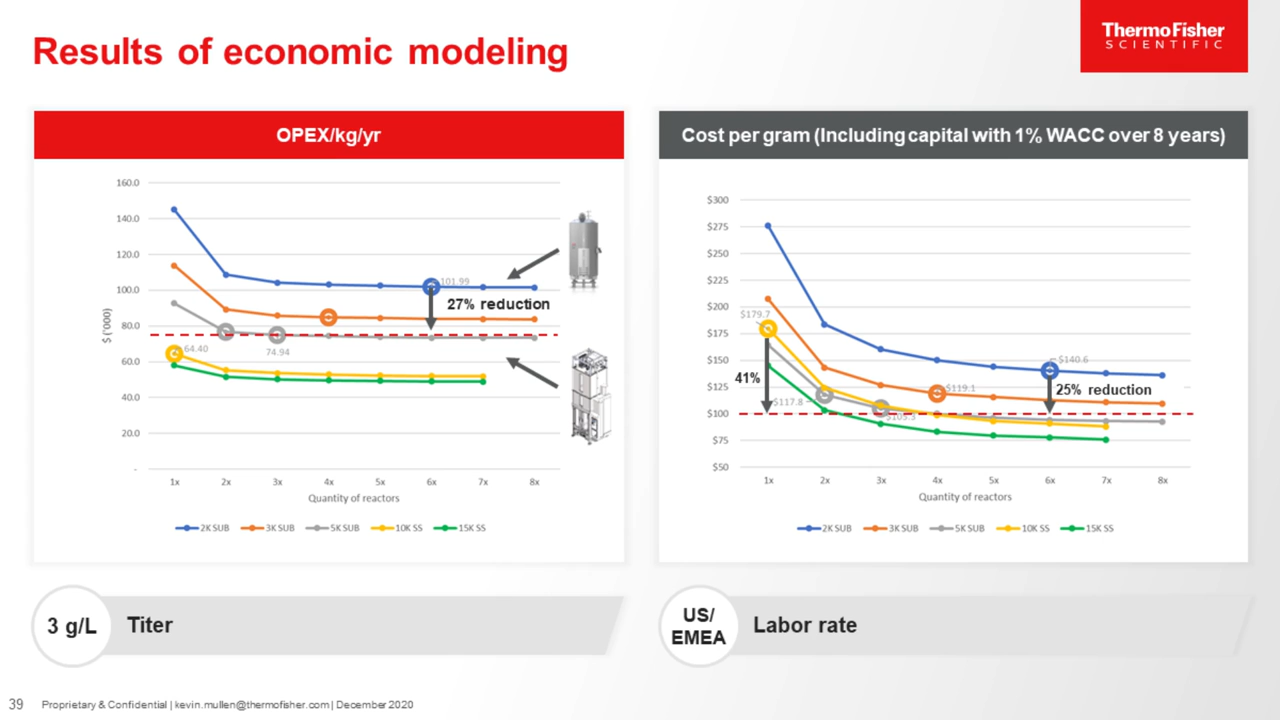 Results of economic modeling
ThermoFisher
SCIENTIFIC
OPEX/kg/yr
160.0
140.0
120.0
100.0
80.0
60.0
40.0
20.0
-
$ ('000)
101.99
27% reduction
64.40
74.94
1x 2x 3x 4x 5x 6x 7x 8x
Quantity of reactors
2K SUB 3K SUB 5K SUB 10K SS 15K SS
Cost per gram (Including capital with 1% WACC over 8 years)
$300
$275
$250
$225
$200
$175
$150
$125
$100
$75
$50
$179.7
41%
$117.8
$105.3
$119.1
$140.6
25% reduction
1x 2x 3x 4x 5x 6x 7x 8x
Quantity of reactors
2K SUB 3K SUB 5K SUB 10K SS 15K SS
3 g/L Titer
US/
EMEA
Labor rate
39 Proprietary & Confidential | kevin.mullen@thermofisher.com | December 2020